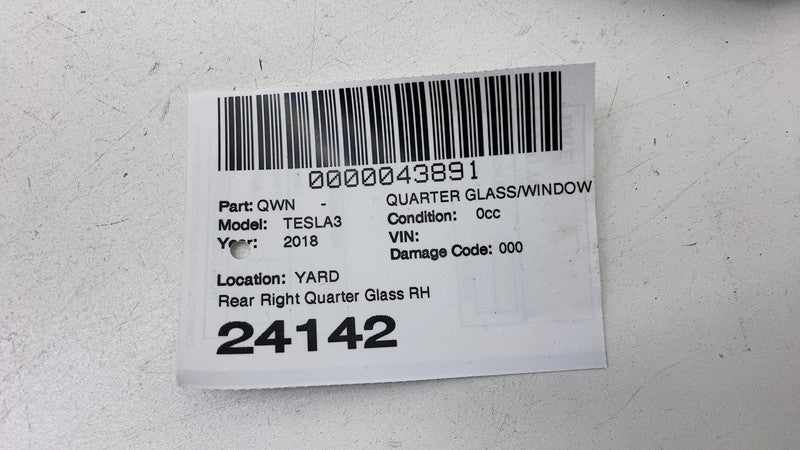 0000043891
Part: QWN - QUARTER GLASS/WINDOW
Model: TESLA3 Condition: 0cc
Year: 2018 VIN:
Damage Code: 000
Location: YARD
Rear Right Quarter Glass RH
24142